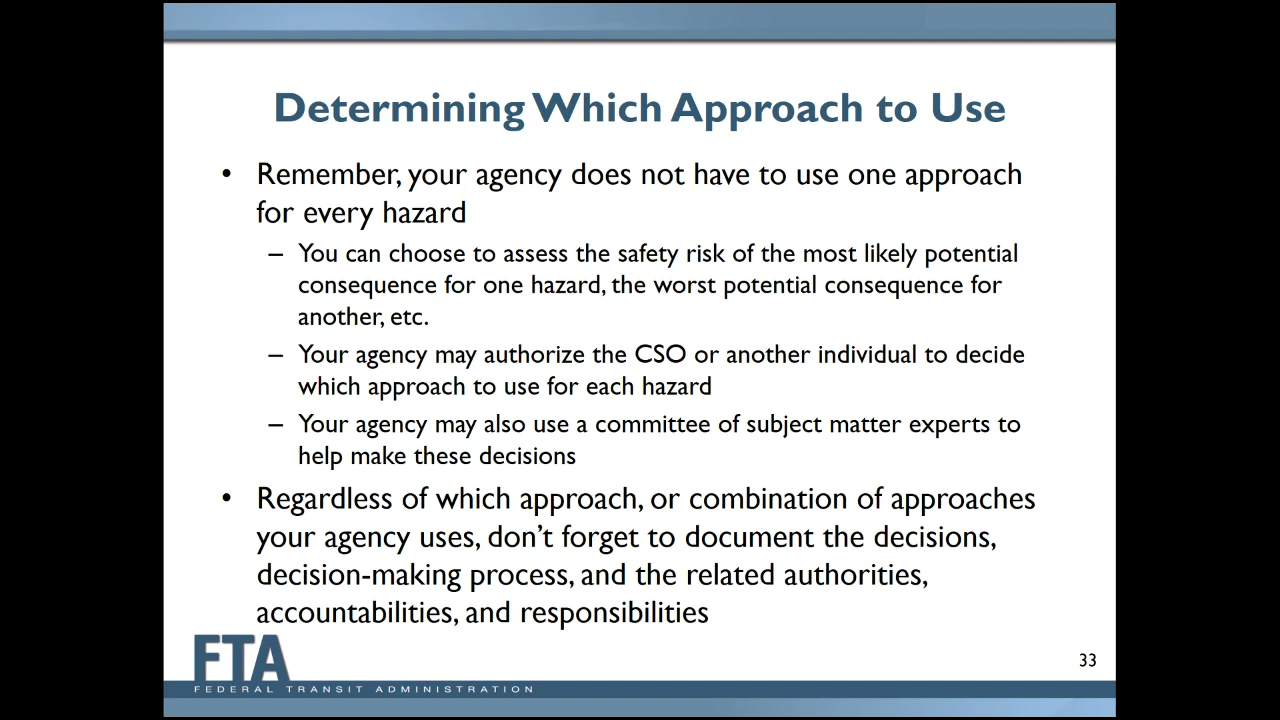 Determining Which Approach to Use
• Remember, your agency does not have to use one approach
for every hazard
– You can choose to assess the safety risk of the most likely potential
consequence for one hazard, the worst potential consequence for
another, etc.
– Your agency may authorize the CSO or another individual to decide
which approach to use for each hazard
– Your agency may also use a committee of subject matter experts to
help make these decisions
• Regardless of which approach, or combination of approaches
your agency uses, don’t forget to document the decisions,
decision-making process, and the related authorities,
accountabilities, and responsibilities
FTA
FEDERAL TRANSIT ADMINISTRATION
33